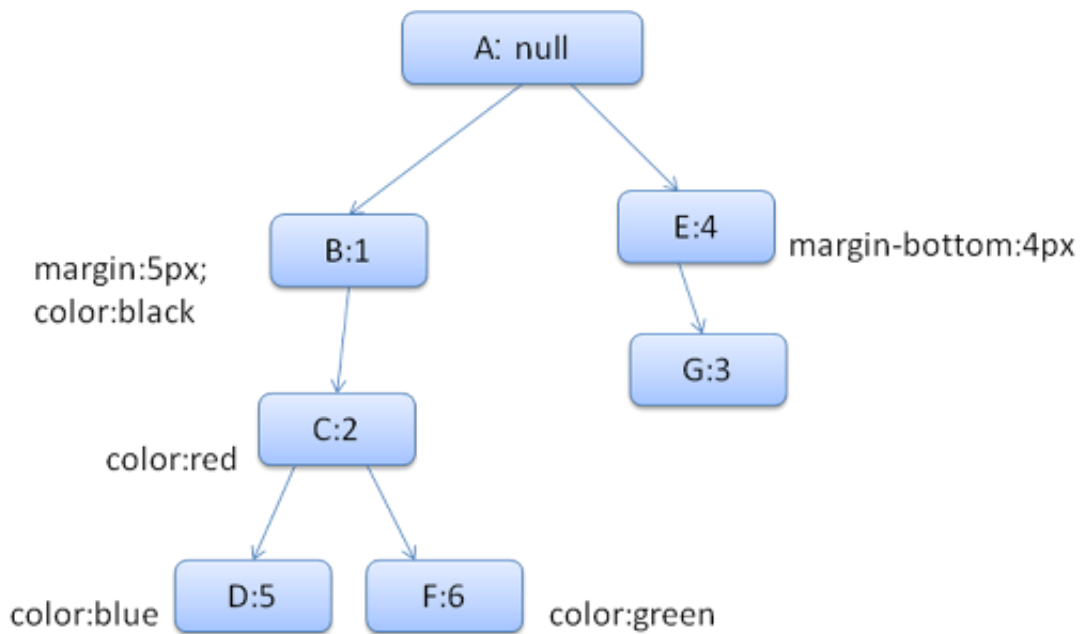 A: null
B:1
E:4
margin:5px;
color:black
margin-bottom:4px
G:3
C:2
color:red
D:5
F:6
color:blue
color:green